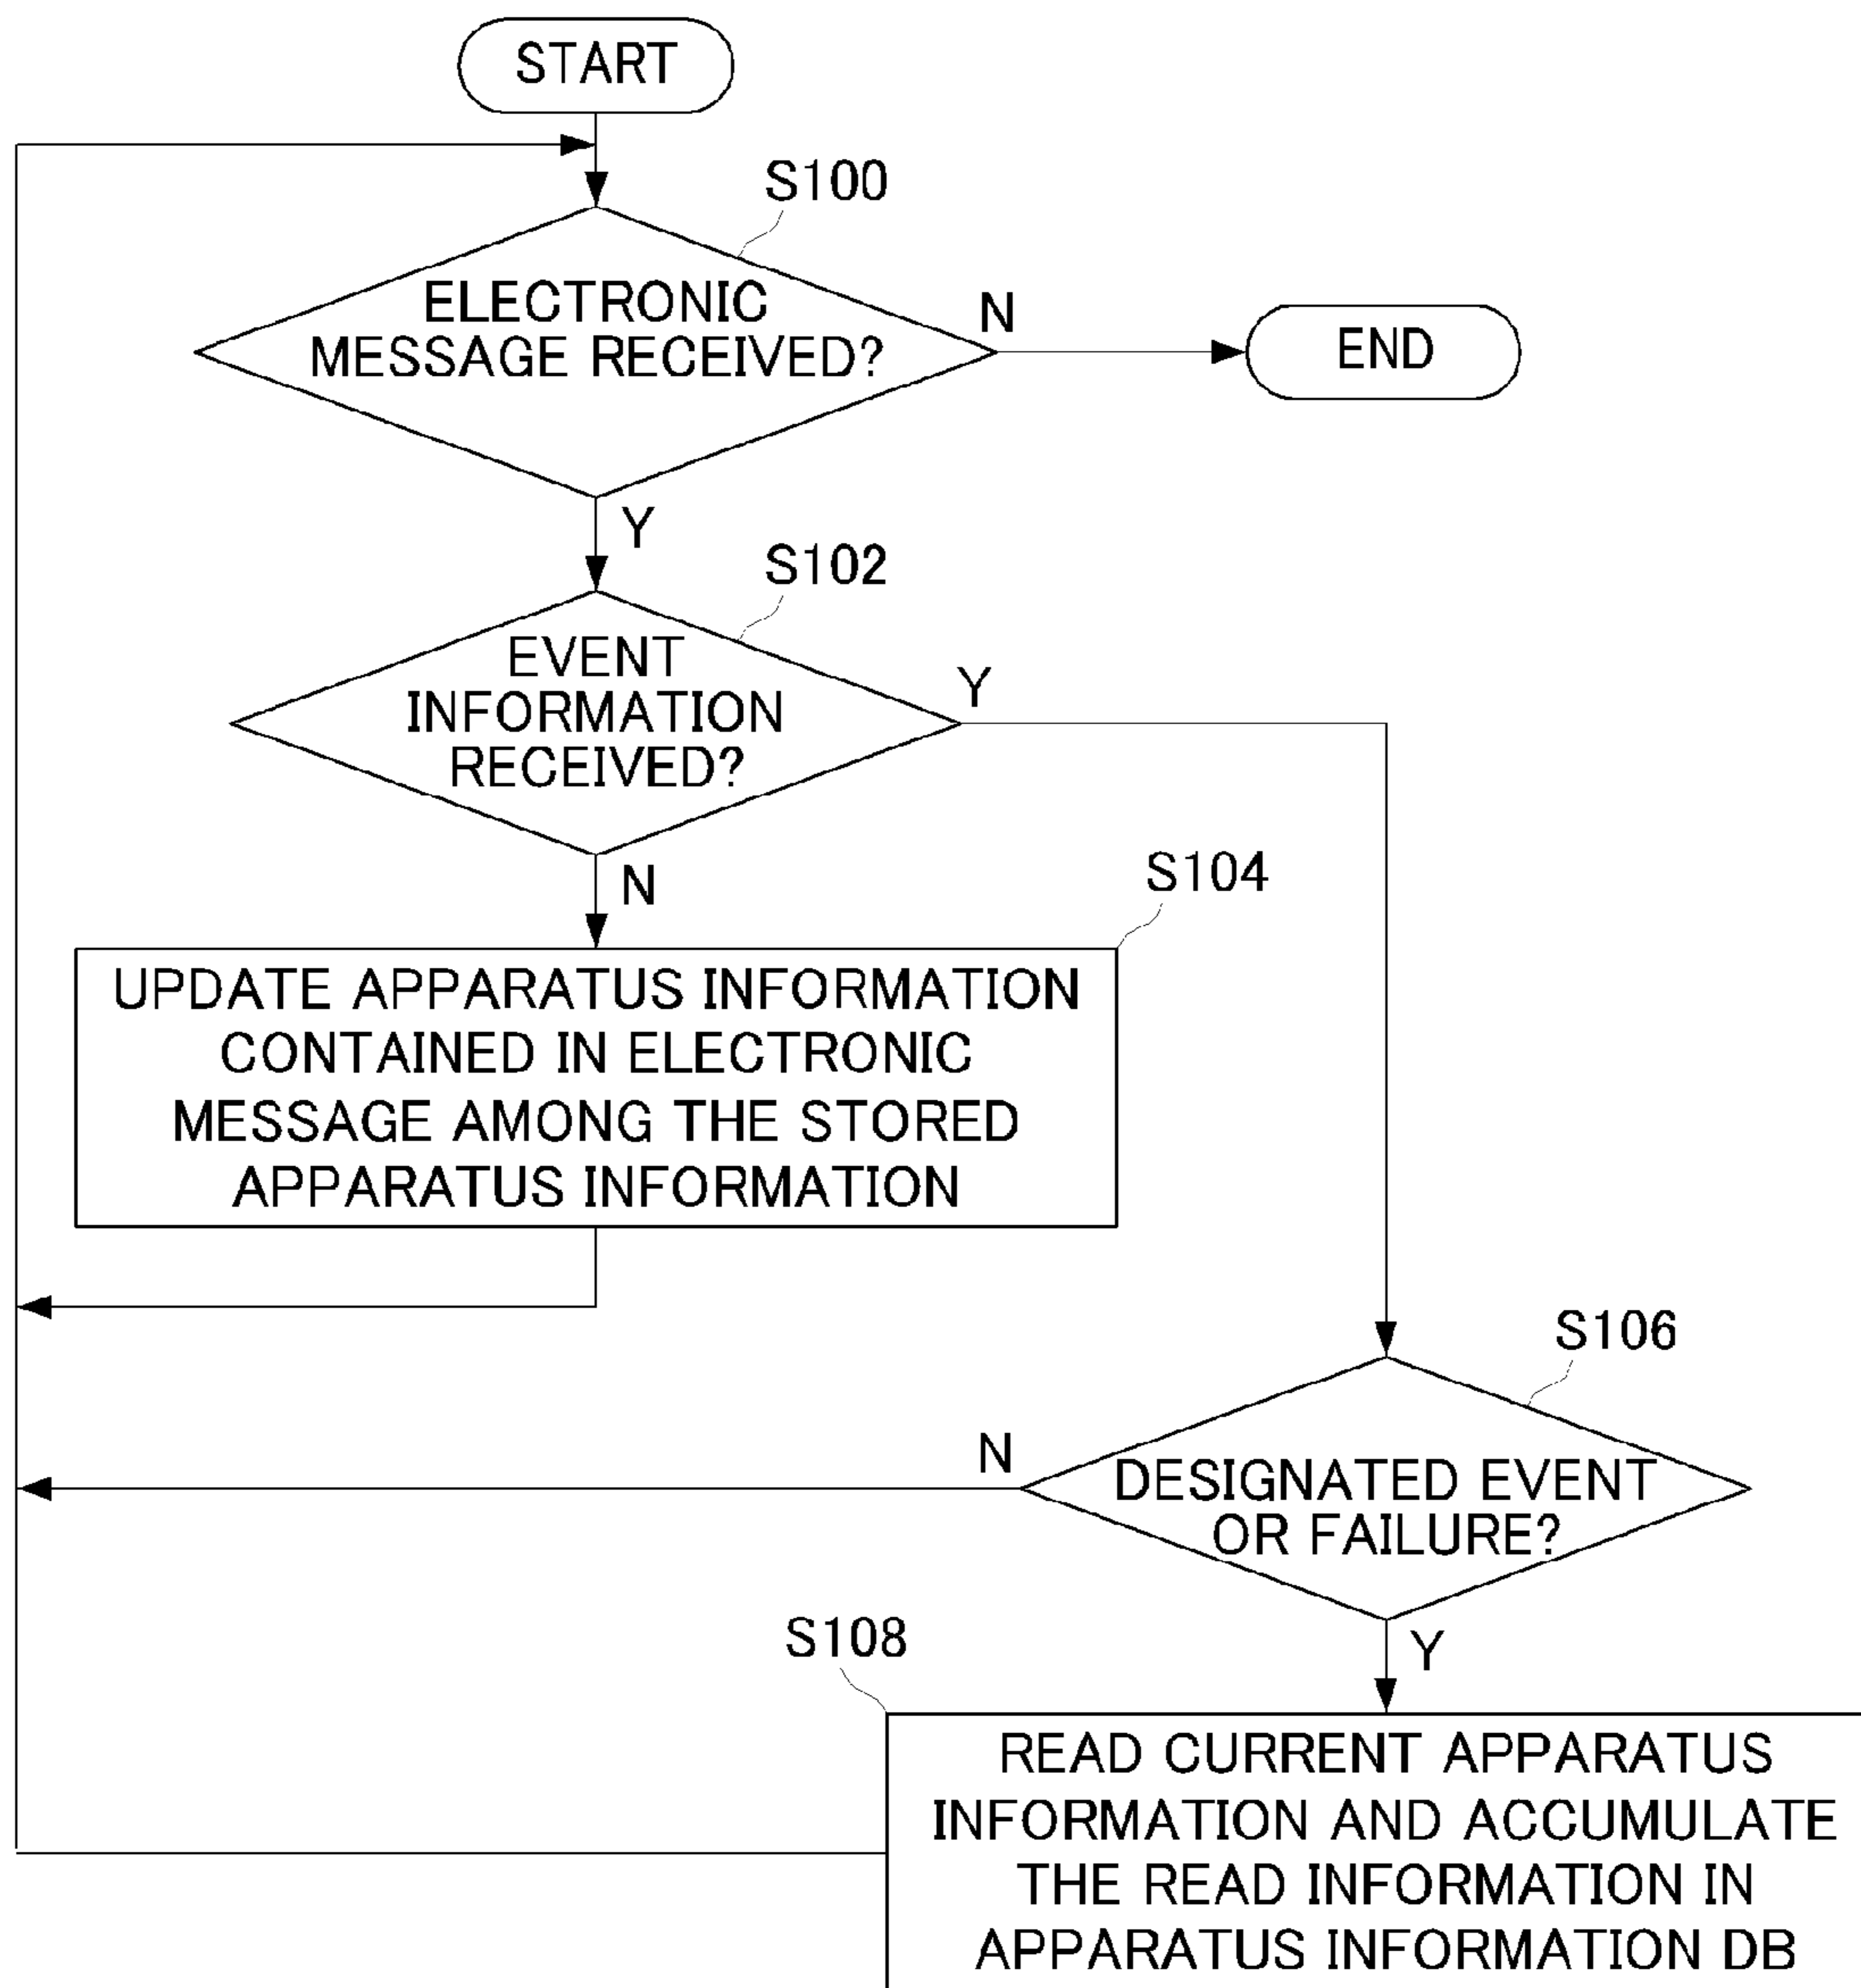 START
S100
ELECTRONIC
MESSAGE RECEIVED?
N
END
Y
S102
EVENT
INFORMATION
RECEIVED?
Y
N
S104
UPDATE APPARATUS INFORMATION
CONTAINED IN ELECTRONIC
MESSAGE AMONG THE STORED
APPARATUS INFORMATION
S106
N
DESIGNATED EVENT
OR FAILURE?
Y
S108
READ CURRENT APPARATUS
INFORMATION AND ACCUMULATE
THE READ INFORMATION IN
APPARATUS INFORMATION DB